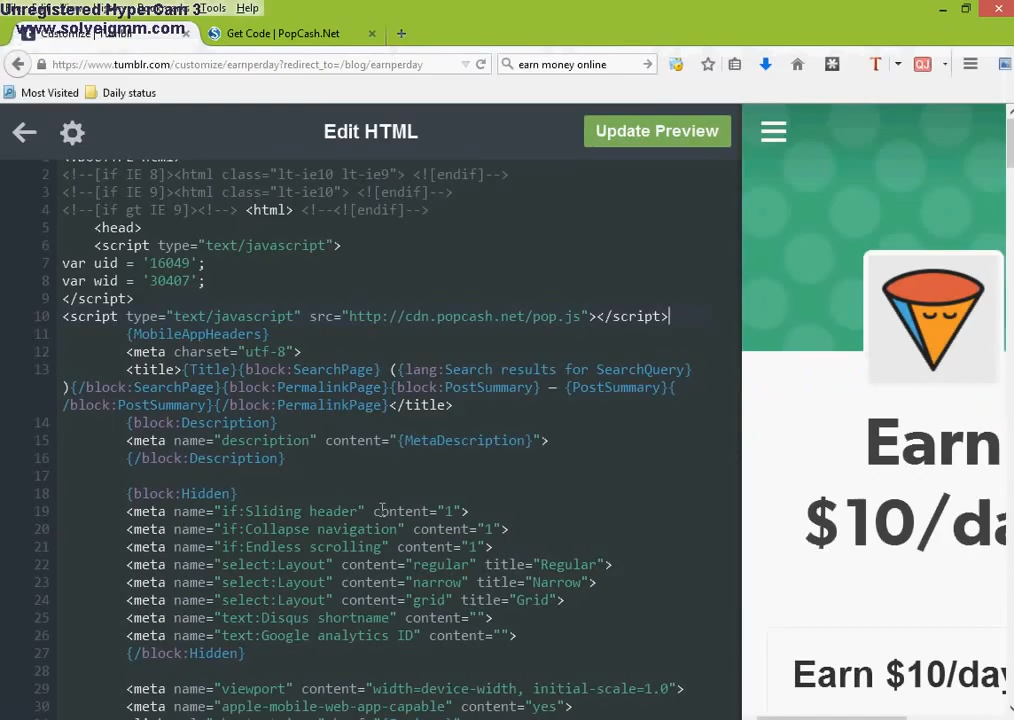 Unregistered HyperCam 3
Tools Help
www.solveigmm.com
Get Code | PopCash.Net
https://www.tumblr.com/customize/earnperday?redirect_to=/blog/earnperday
earn money online
Most Visited Daily status
Edit HTML
Update Preview
2 <!--[if IE 8]><html class="lt-ie10 lt-ie9"> <![endif]-->
3 <!--[if IE 9]><html class="lt-ie10"> <![endif]-->
4 <!--[if gt IE 9]><!--> <html> <!--<![endif]-->
5 <head>
6 <script type="text/javascript">
7 var uid = '16049';
8 var wid = '30407';
9 </script>
10 <script type="text/javascript" src="http://cdn.popcash.net/pop.js"></script>
11 {MobileAppHeaders}
12 <meta charset="utf-8">
13 <title>{Title}{block:SearchPage} ({lang:Search results for SearchQuery}
){/block:SearchPage}{block:PermalinkPage}{block:PostSummary} — {PostSummary}{
/block:PostSummary}{/block:PermalinkPage}</title>
14 {block:Description}
15 <meta name="description" content="{MetaDescription}">
16 {/block:Description}
17
18 {block:Hidden}
19 <meta name="if:Sliding header" content="1">
20 <meta name="if:Collapse navigation" content="1">
21 <meta name="if:Endless scrolling" content="1">
22 <meta name="select:Layout" content="regular" title="Regular">
23 <meta name="select:Layout" content="narrow" title="Narrow">
24 <meta name="select:Layout" content="grid" title="Grid">
25 <meta name="text:Disqus shortname" content="">
26 <meta name="text:Google analytics ID" content="">
27 {/block:Hidden}
28
29 <meta name="viewport" content="width=device-width, initial-scale=1.0">
30 <meta name="apple-mobile-web-app-capable" content="yes">
Earn
$10/da
Earn $10/day